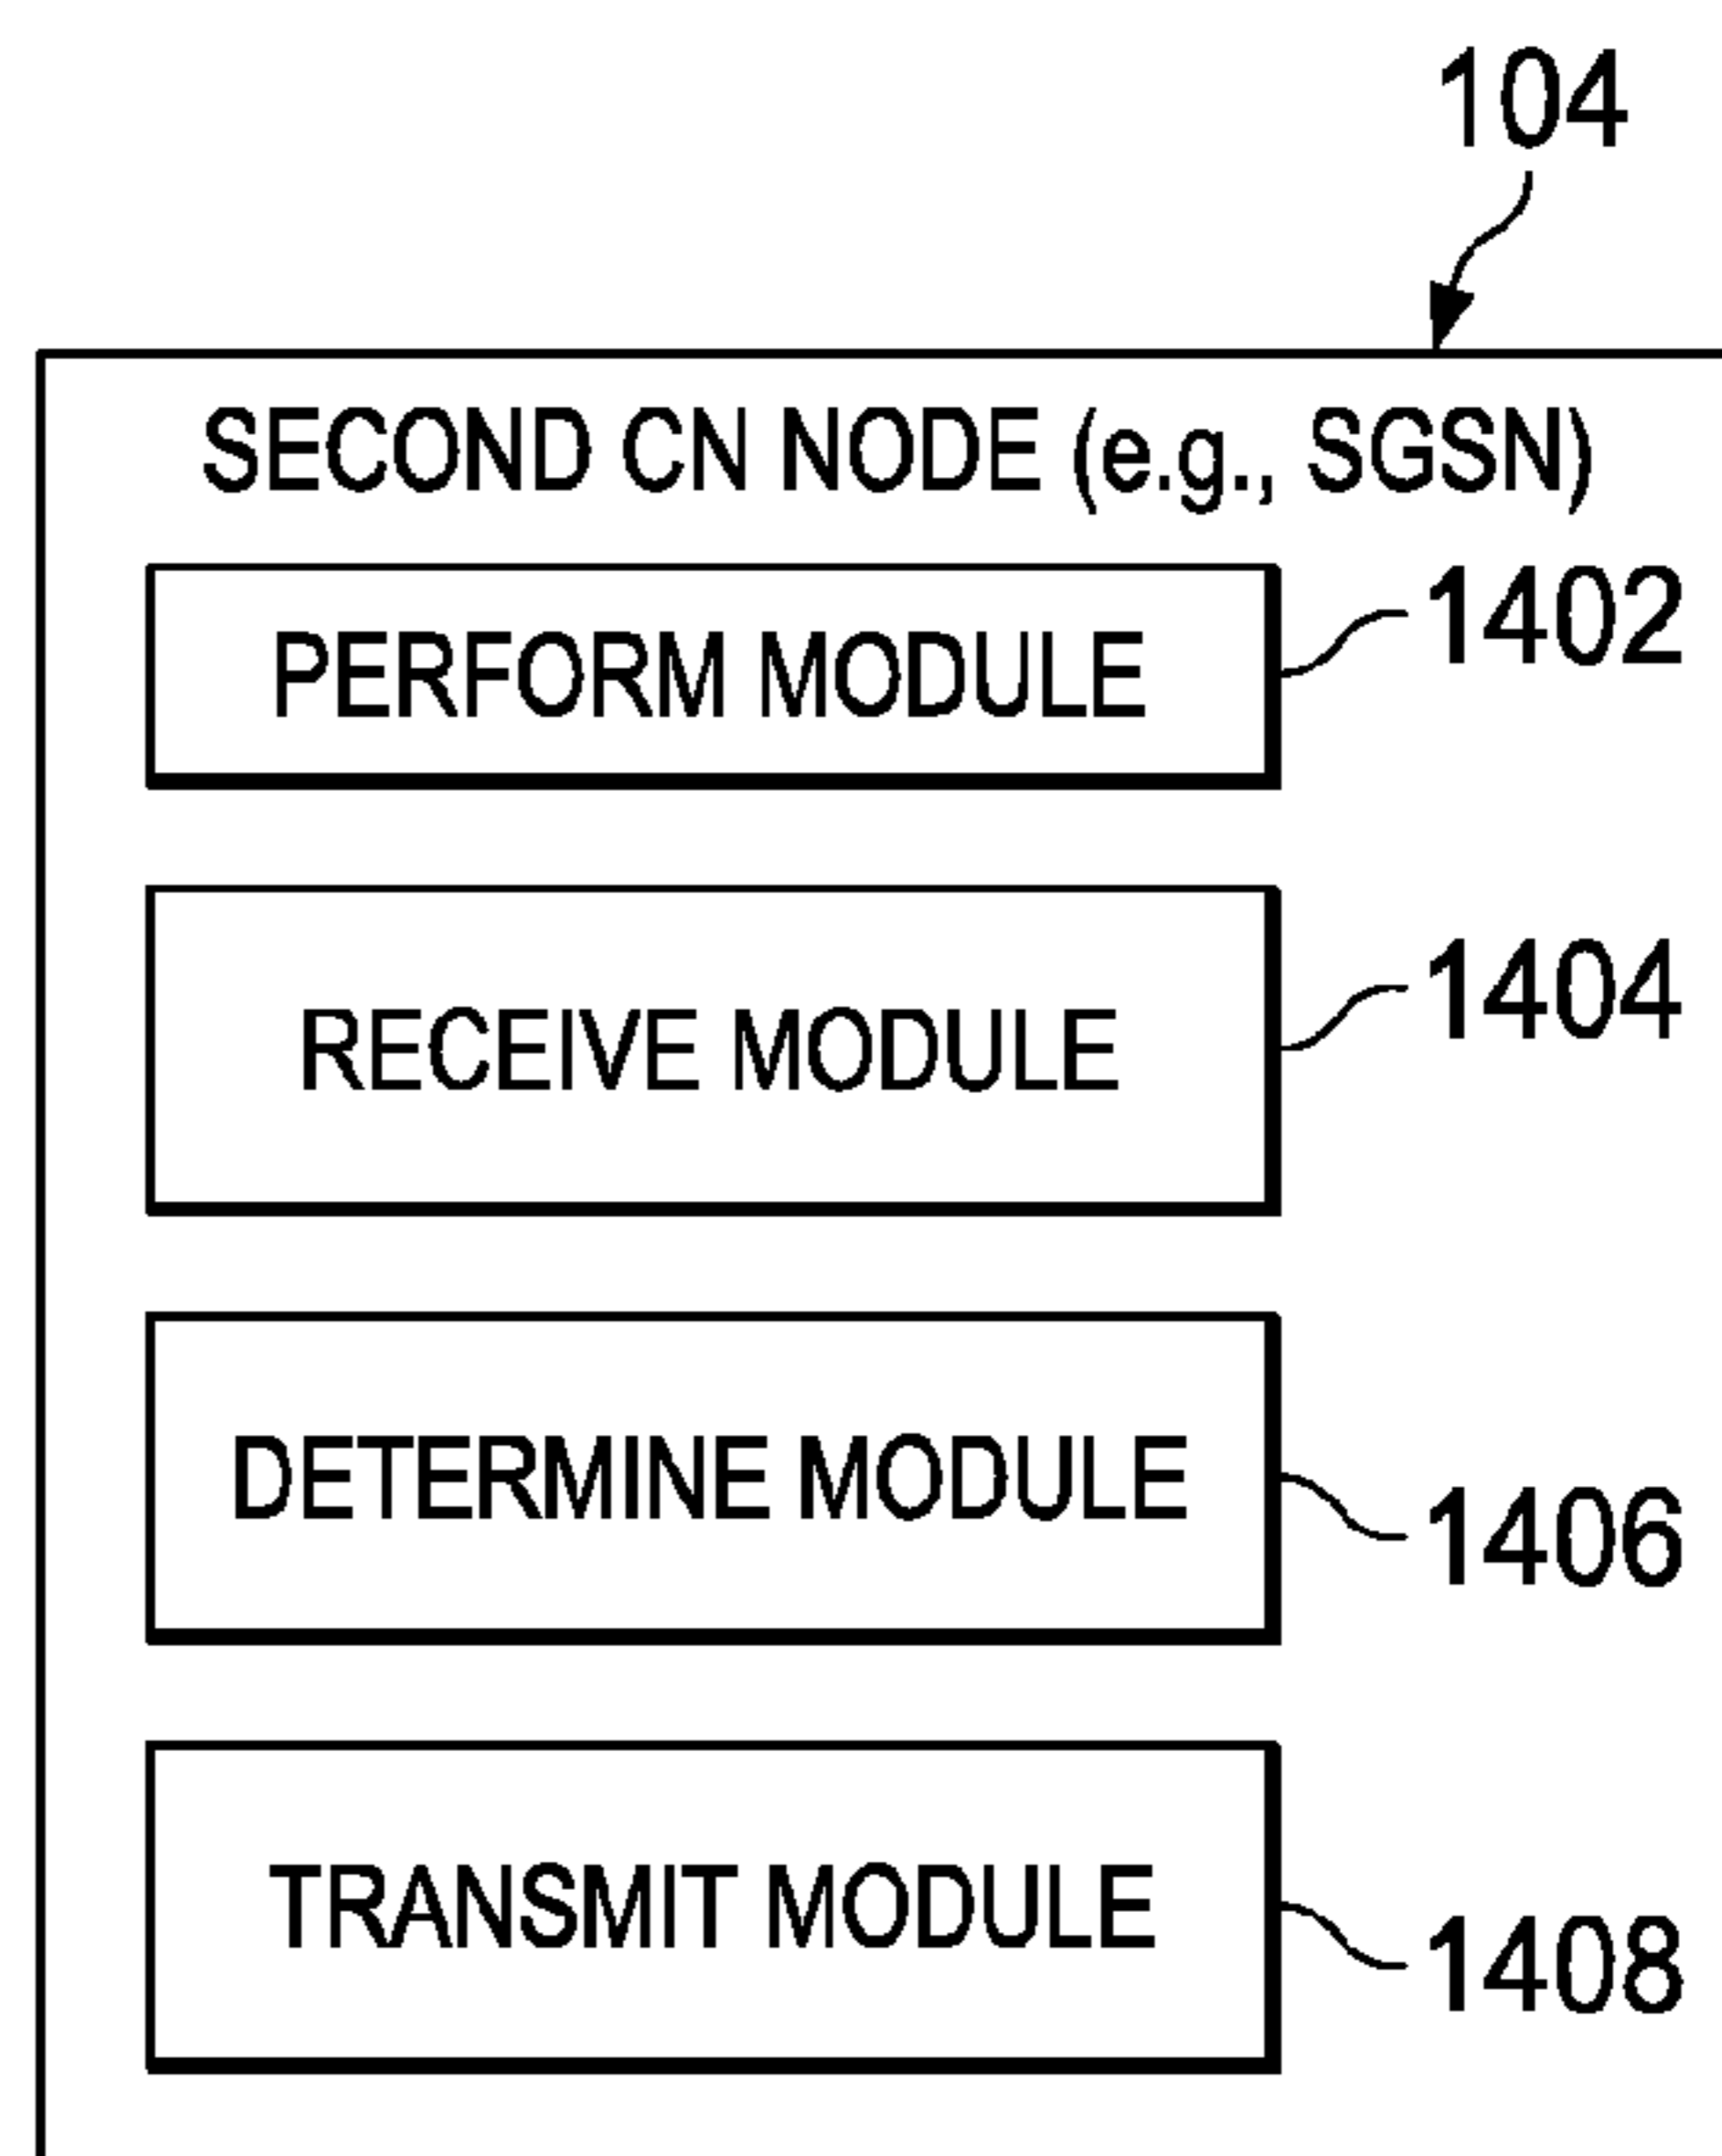 104
SECOND CN NODE (e.g., SGSN)
PERFORM MODULE
1402
RECEIVE MODULE
1404
DETERMINE MODULE
1406
TRANSMIT MODULE
1408